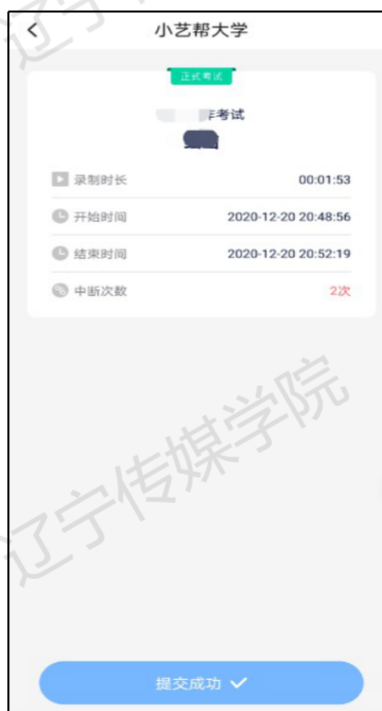 小艺帮大学
正式考试
考试
录制时长 00:01:53
开始时间 2020-12-20 20:48:56
结束时间 2020-12-20 20:52:19
中断次数 2次
辽宁传媒学院
提交成功